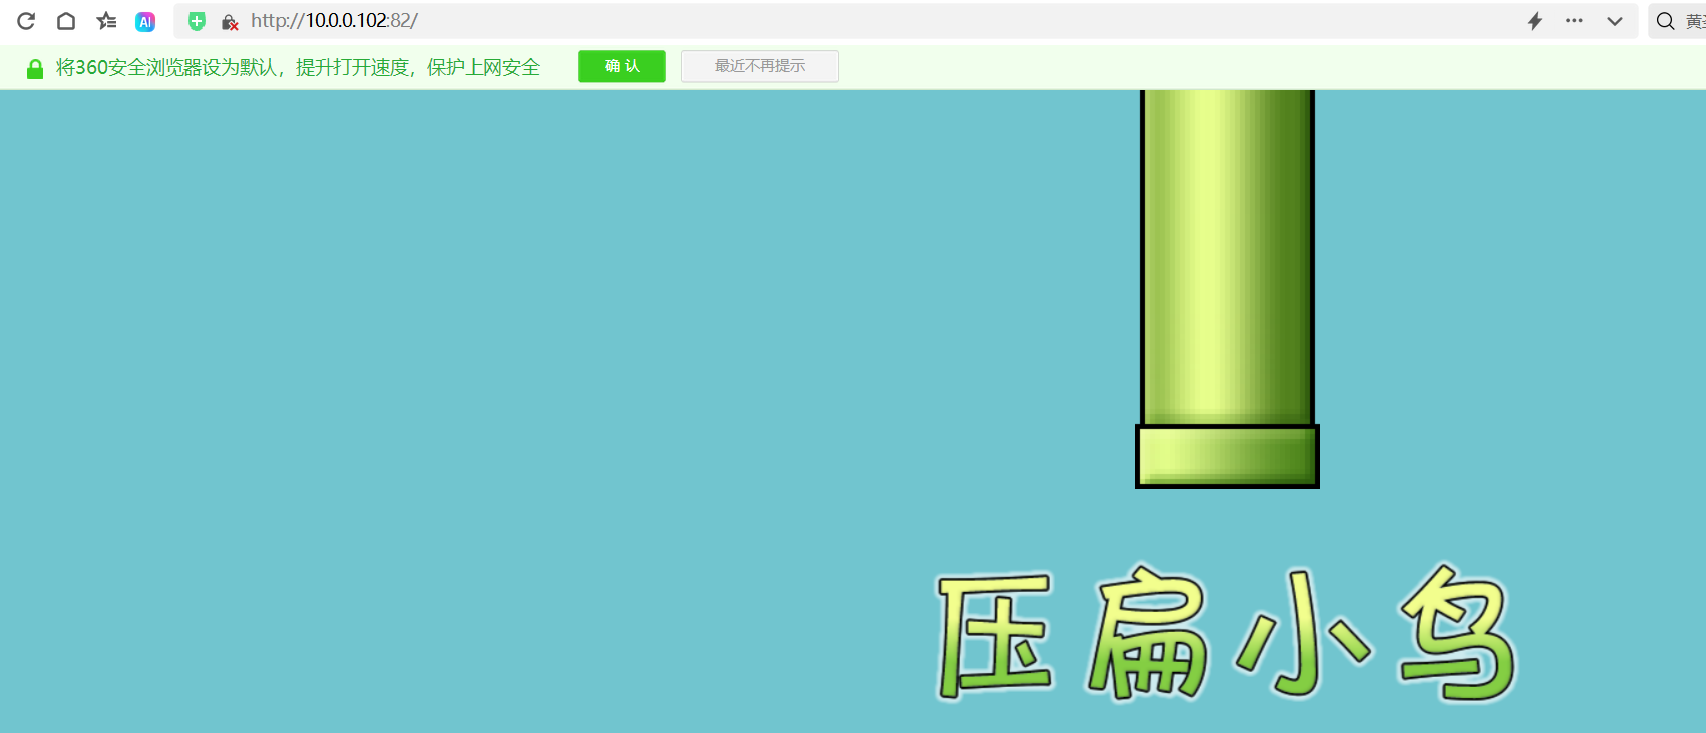 AI http://10.0.0.102:82/
将360安全浏览器设为默认，提升打开速度，保护上网安全 确 认 最近不再提示
压扁小鸟